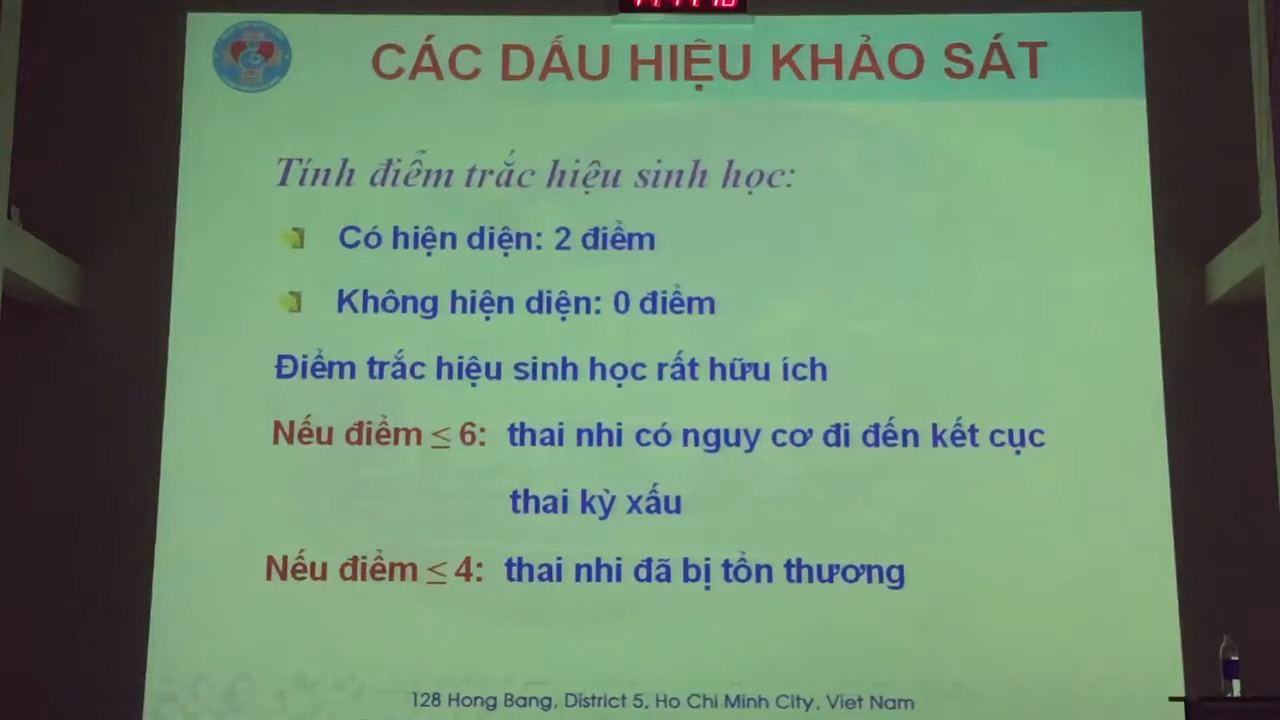 CÁC DẤU HIỆU KHẢO SÁT
Tính điểm trắc hiệu sinh học:
Có hiện diện: 2 điểm
Không hiện diện: 0 điểm
Điểm trắc hiệu sinh học rất hữu ích
Nếu điểm ≤ 6: thai nhi có nguy cơ đi đến kết cục
thai kỳ xấu
Nếu điểm ≤ 4: thai nhi đã bị tổn thương
128 Hong Bang, District 5, Ho Chi Minh City, Viet Nam